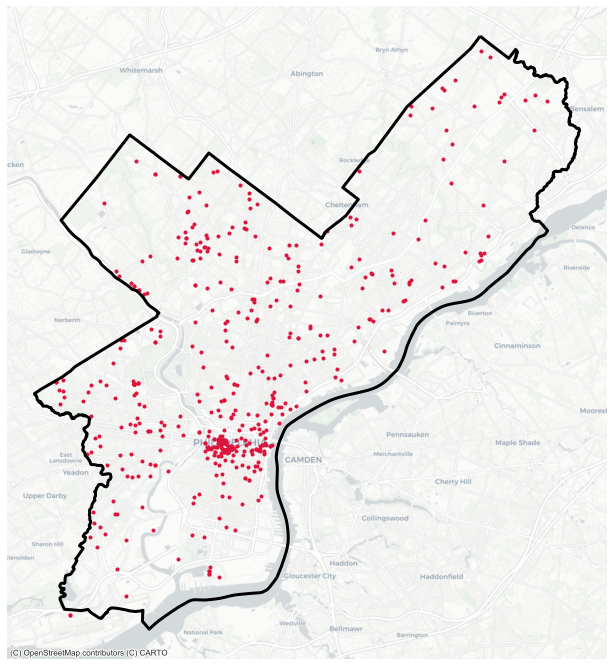 Bryn Athyn
Whitemarsh
Abington
Bensalem
Rockledge
cken
Cheltenham
Delanco
Gladwyne
Riverside
Riverton
Narberth
Palmyra
Cinnaminson
Moorest
Pennsauken
PHILADELPHIA
Maple Shade
East
Lansdowne
Merchantville
CAMDEN
Yeadon
Cherry Hill
Upper Darby
Collingswood
Sharon Hill
Glenolden
Haddon
Gloucester City
Haddonfield
Westville
National Park
Bellmawr
Barrington
(C) OpenStreetMap contributors (C) CARTO